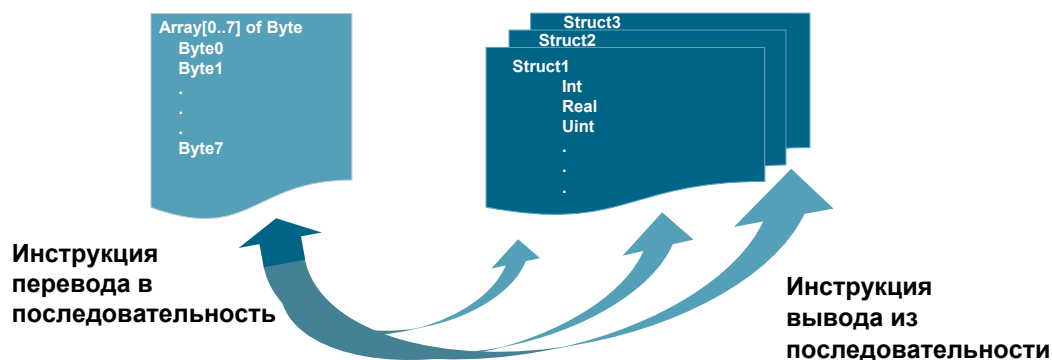 Array[0..7] of Byte
Byte0
Byte1
.
.
.
Byte7
Struct3
Struct2
Struct1
Int
Real
Uint
.
.
.
Инструкция
перевода в
последовательность
Инструкция
вывода из
последовательности